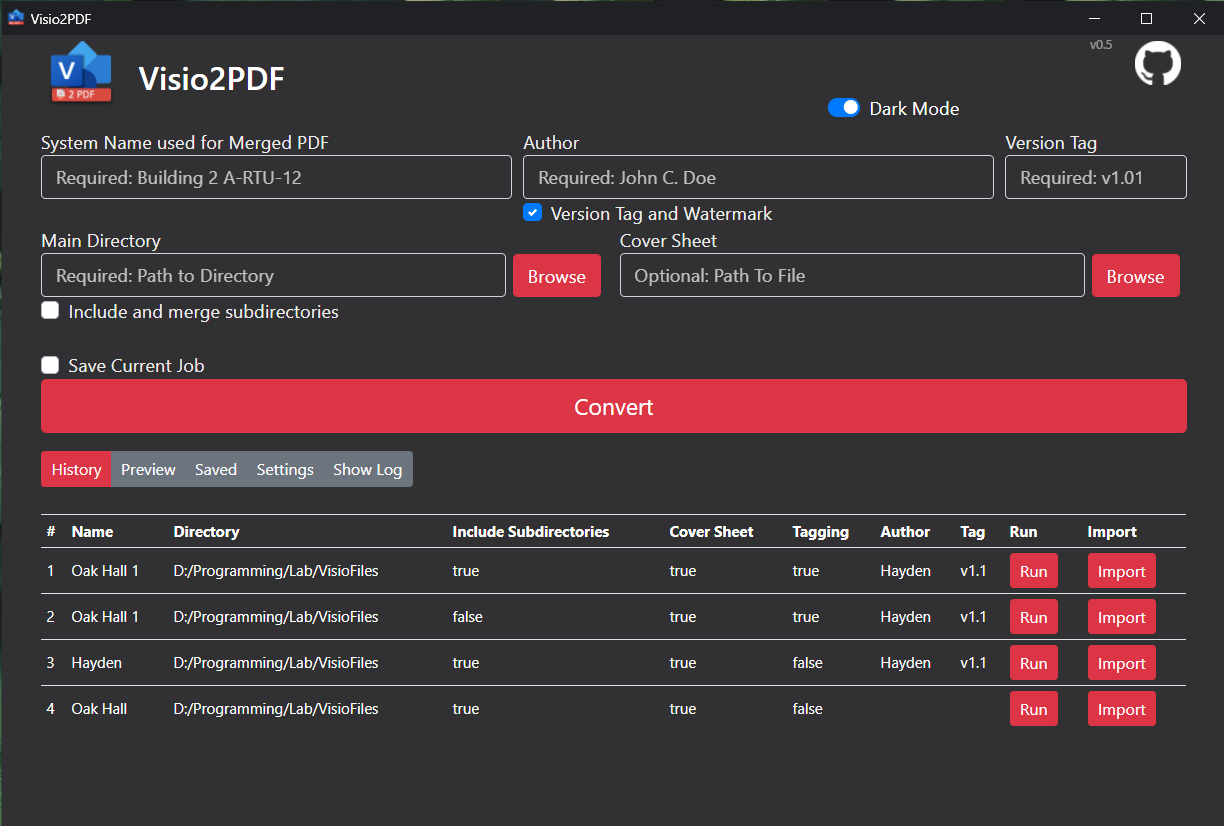 Visio2PDF
v0.5
V
2 PDF
Visio2PDF
Dark Mode
System Name used for Merged PDF Author Version Tag
Required: Building 2 A-RTU-12 Required: John C. Doe Required: v1.01
Version Tag and Watermark
Main Directory Cover Sheet
Required: Path to Directory Browse Optional: Path To File Browse
Include and merge subdirectories
Save Current Job
Convert
History Preview Saved Settings Show Log
# Name Directory Include Subdirectories Cover Sheet Tagging Author Tag Run Import
1 Oak Hall 1 D:/Programming/Lab/VisioFiles true true true Hayden v1.1 Run Import
2 Oak Hall 1 D:/Programming/Lab/VisioFiles false true true Hayden v1.1 Run Import
3 Hayden D:/Programming/Lab/VisioFiles true true false Hayden v1.1 Run Import
4 Oak Hall D:/Programming/Lab/VisioFiles true true false Run Import